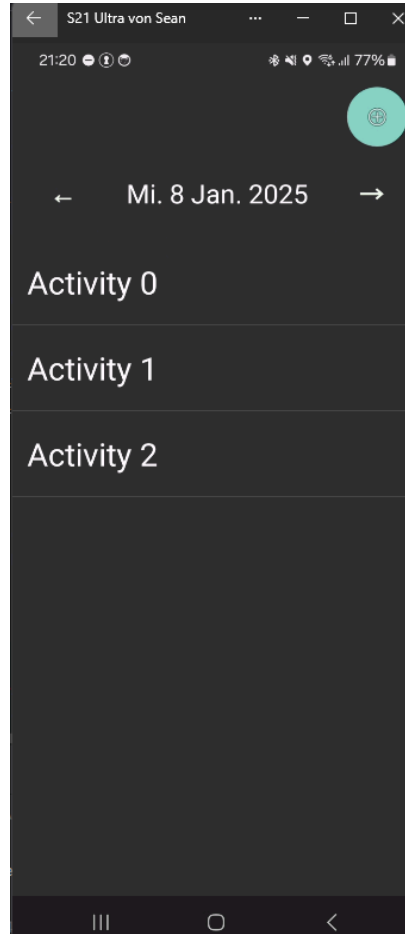 S21 Ultra von Sean
21:20 77%
← Mi. 8 Jan. 2025 →
Activity 0
Activity 1
Activity 2